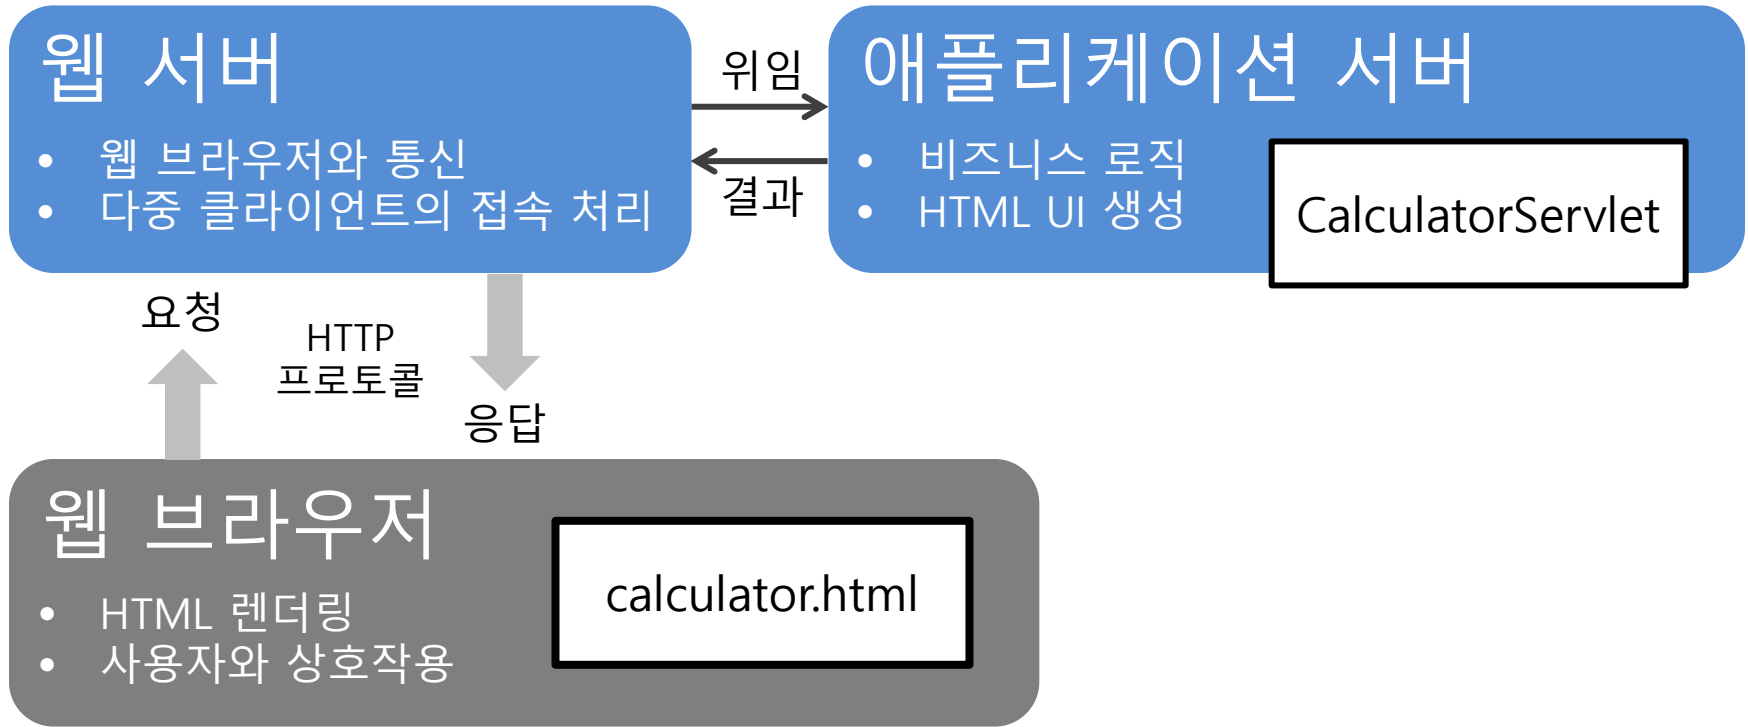 웹 서버
• 웹 브라우저와 통신
• 다중 클라이언트의 접속 처리
위임
결과
애플리케이션 서버
• 비즈니스 로직
• HTML UI 생성
CalculatorServlet
요청
HTTP
프로토콜
응답
웹 브라우저
• HTML 렌더링
• 사용자와 상호작용
calculator.html